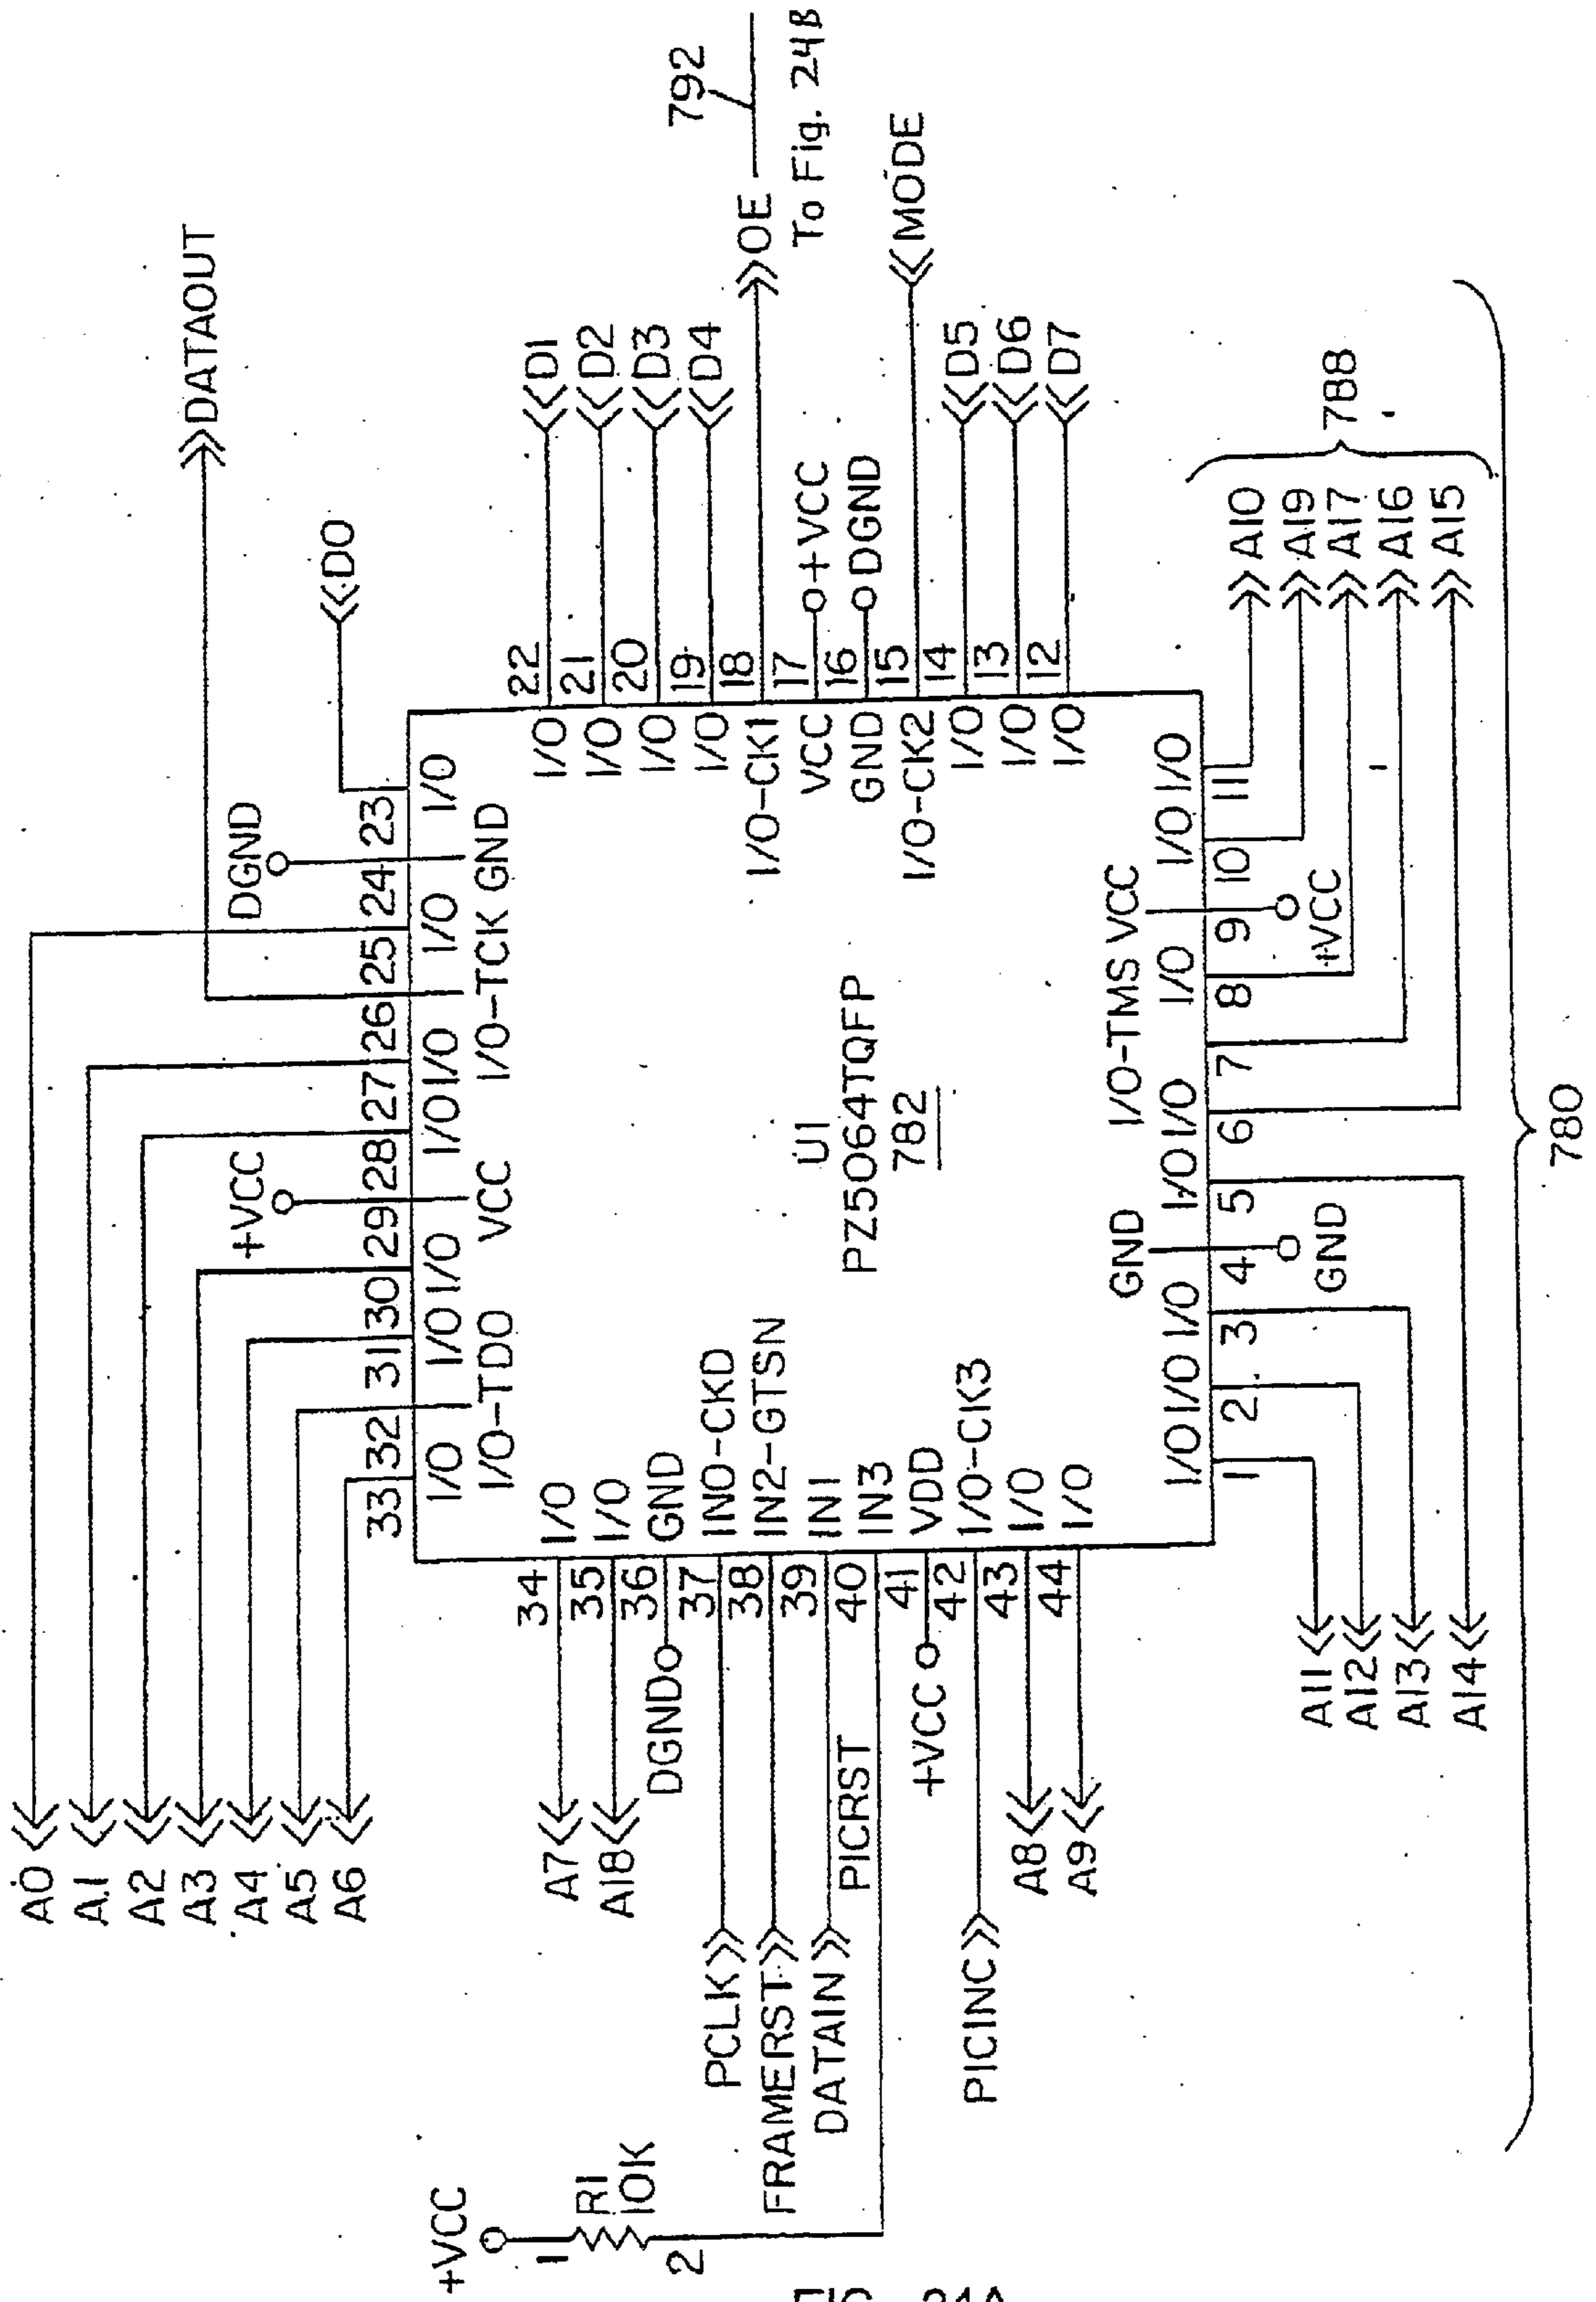 DATAOUT
D0
D1
D2
D3
D4
OE
792
To Fig. 24B
MODE
D5
D6
D7
+VCC
DGND
22
21
20
19
18
17
16
15
14
13
12
I/O
I/O
I/O
I/O
I/O-CK1
VCC
GND
I/O-CK2
I/O
I/O
I/O
A0
A1
A2
A3
A4
A5
A6
+VCC
DGND
33 32 31 30 29 28 27 26 25 24 23
I/O I/O I/O I/O I/O I/O I/O
I/O-TDO VCC I/O-TCK GND
U1
PZ5064TQFP
782
I/O
I/O
GND
IN0-CKD
IN2-GTSN
IN1
IN3
VDD
I/O-CK3
I/O
I/O
34
35
36
37
38
39
40
41
42
43
44
A7
A18
DGND
PCLK
FRAMERST
DATAIN
PICRST
+VCC
PICINC
A8
A9
+VCC
1
R1
10K
2
GND I/O-TMS VCC
I/O I/O I/O I/O I/O I/O I/O I/O
1 2 3 4 5 6 7 8 9 10 11
GND
+VCC
A11
A12
A13
A14
A10
A19
A17
A16
A15
788
780